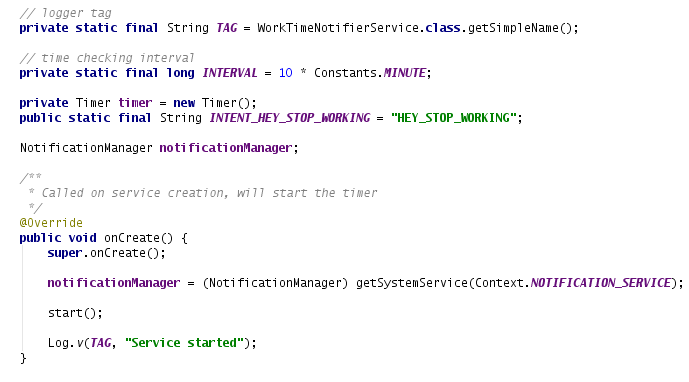 // logger tag
private static final String TAG = WorkTimeNotifierService.class.getSimpleName();
// time checking interval
private static final long INTERVAL = 10 * Constants.MINUTE;
private Timer timer = new Timer();
public static final String INTENT_HEY_STOP_WORKING = "HEY_STOP_WORKING";
NotificationManager notificationManager;
/**
 * Called on service creation, will start the timer
 */
@Override
public void onCreate() {
    super.onCreate();
    notificationManager = (NotificationManager) getSystemService(Context.NOTIFICATION_SERVICE);
    start();
    Log.v(TAG, "Service started");
}